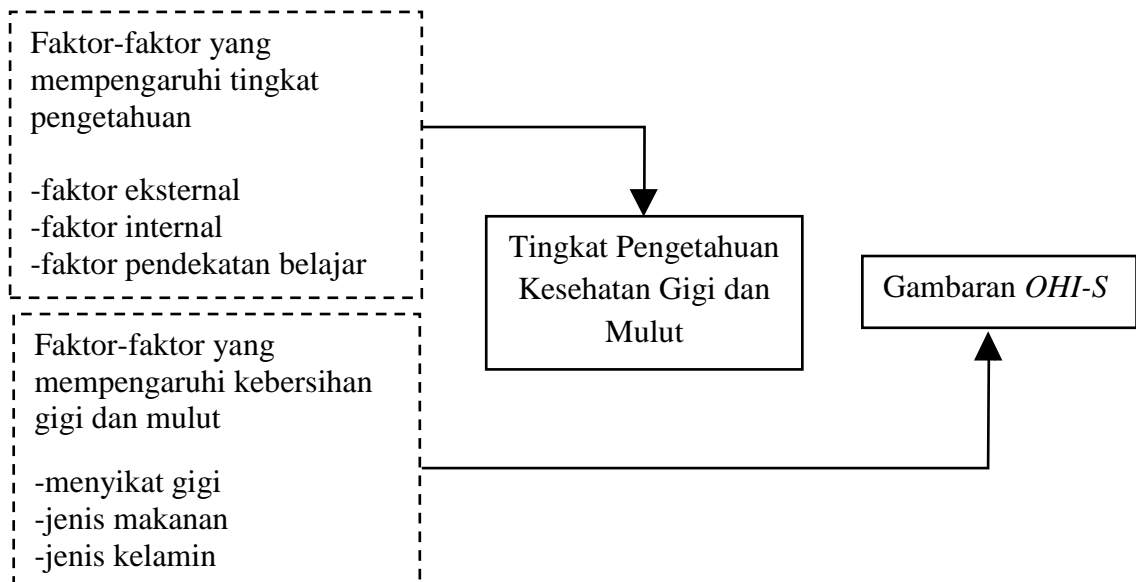 Faktor-faktor yang
mempengaruhi tingkat
pengetahuan
-faktor eksternal
-faktor internal
-faktor pendekatan belajar
Tingkat Pengetahuan
Kesehatan Gigi dan
Mulut
Gambaran OHI-S
Faktor-faktor yang
mempengaruhi kebersihan
gigi dan mulut
-menyikat gigi
-jenis makanan
-jenis kelamin